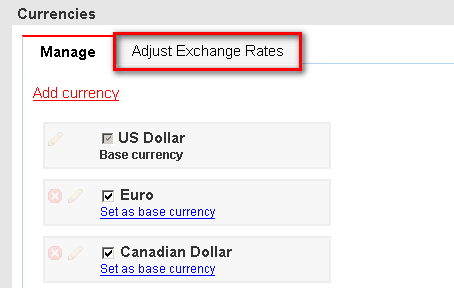 Currencies
Manage
Adjust Exchange Rates
Add currency
US Dollar
Base currency
Euro
Set as base currency
Canadian Dollar
Set as base currency